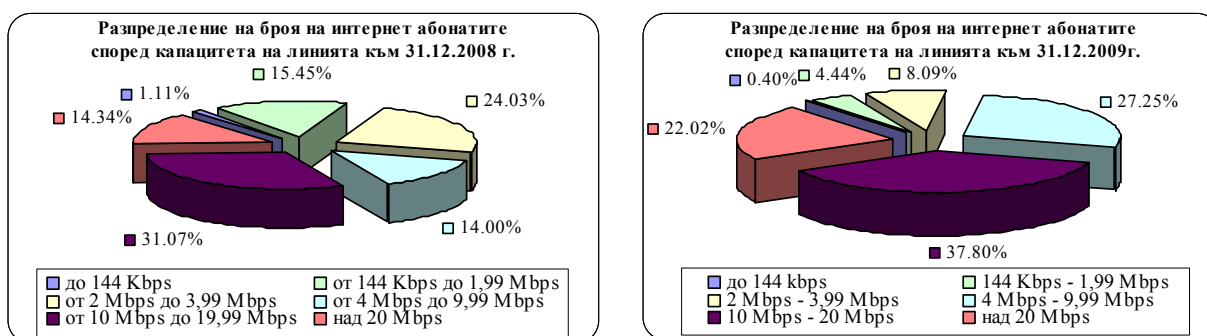 Разпределение на броя на интернет абонатите
според капацитета на линията към 31.12.2008 г.
15.45%
1.11%
24.03%
14.34%
14.00%
31.07%
до 144 Kbps
от 144 Kbps до 1,99 Mbps
от 2 Mbps до 3,99 Mbps
от 4 Mbps до 9,99 Mbps
от 10 Mbps до 19,99 Mbps
над 20 Mbps
Разпределение на броя на интернет абонатите
според капацитета на линията към 31.12.2009г.
0.40%
4.44%
8.09%
27.25%
22.02%
37.80%
до 144 kbps
144 Kbps - 1,99 Mbps
2 Mbps - 3,99 Mbps
4 Mbps - 9,99 Mbps
10 Mbps - 20 Mbps
над 20 Mbps